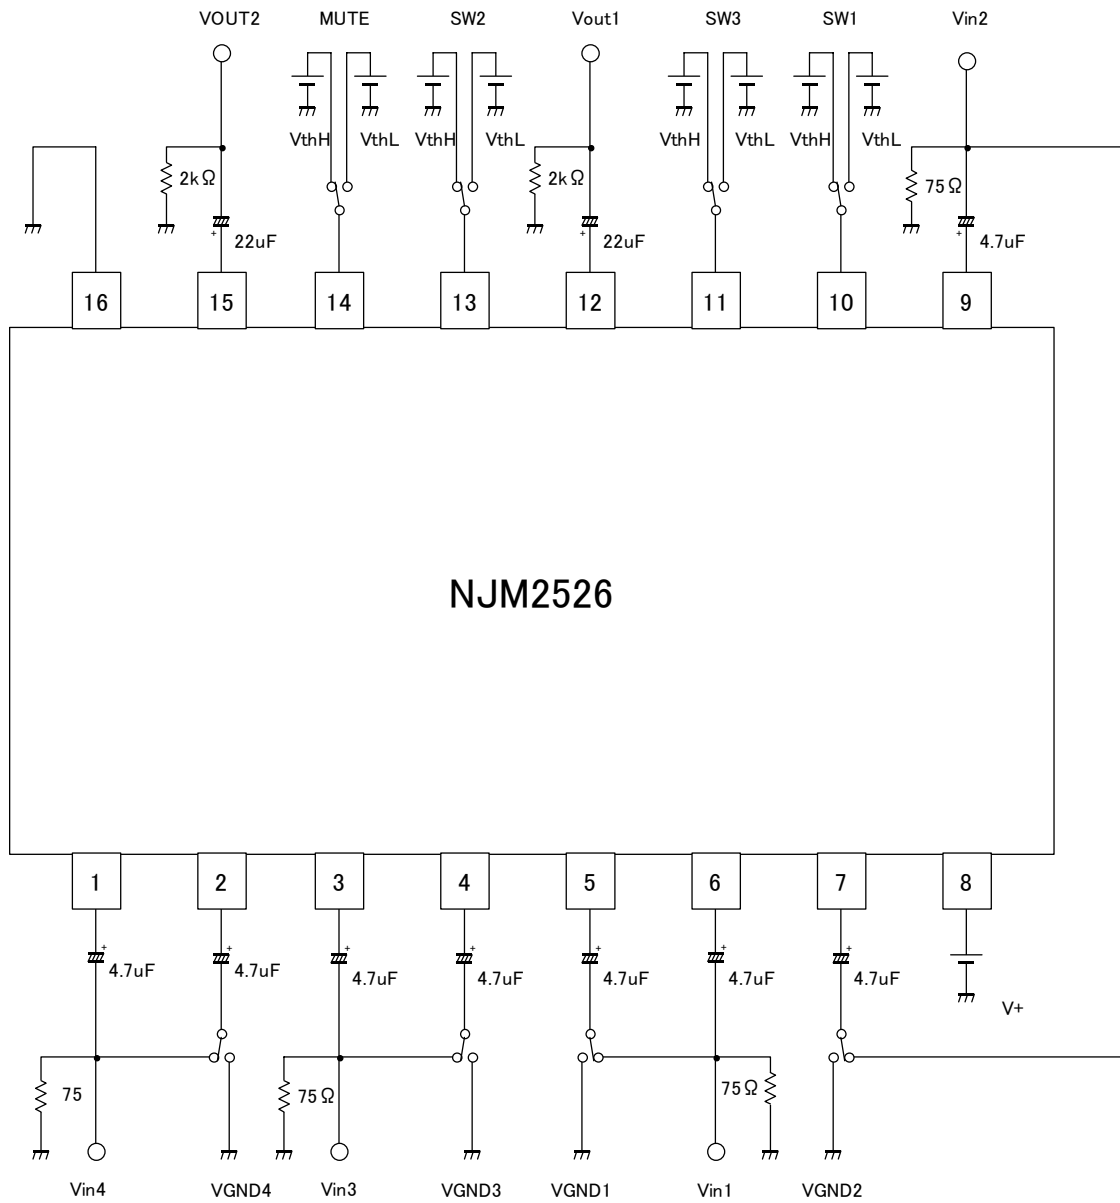 VOUT2 MUTE SW2 Vout1 SW3 SW1 Vin2
VthH VthL VthH VthL VthH VthL VthH VthL
2kΩ 2kΩ 75Ω
+ 22uF + 22uF + 4.7uF
16 15 14 13 12 11 10 9
NJM2526
1 2 3 4 5 6 7 8
+ 4.7uF + 4.7uF + 4.7uF + 4.7uF + 4.7uF + 4.7uF + 4.7uF
V+
75 75Ω 75Ω
Vin4 VGND4 Vin3 VGND3 VGND1 Vin1 VGND2